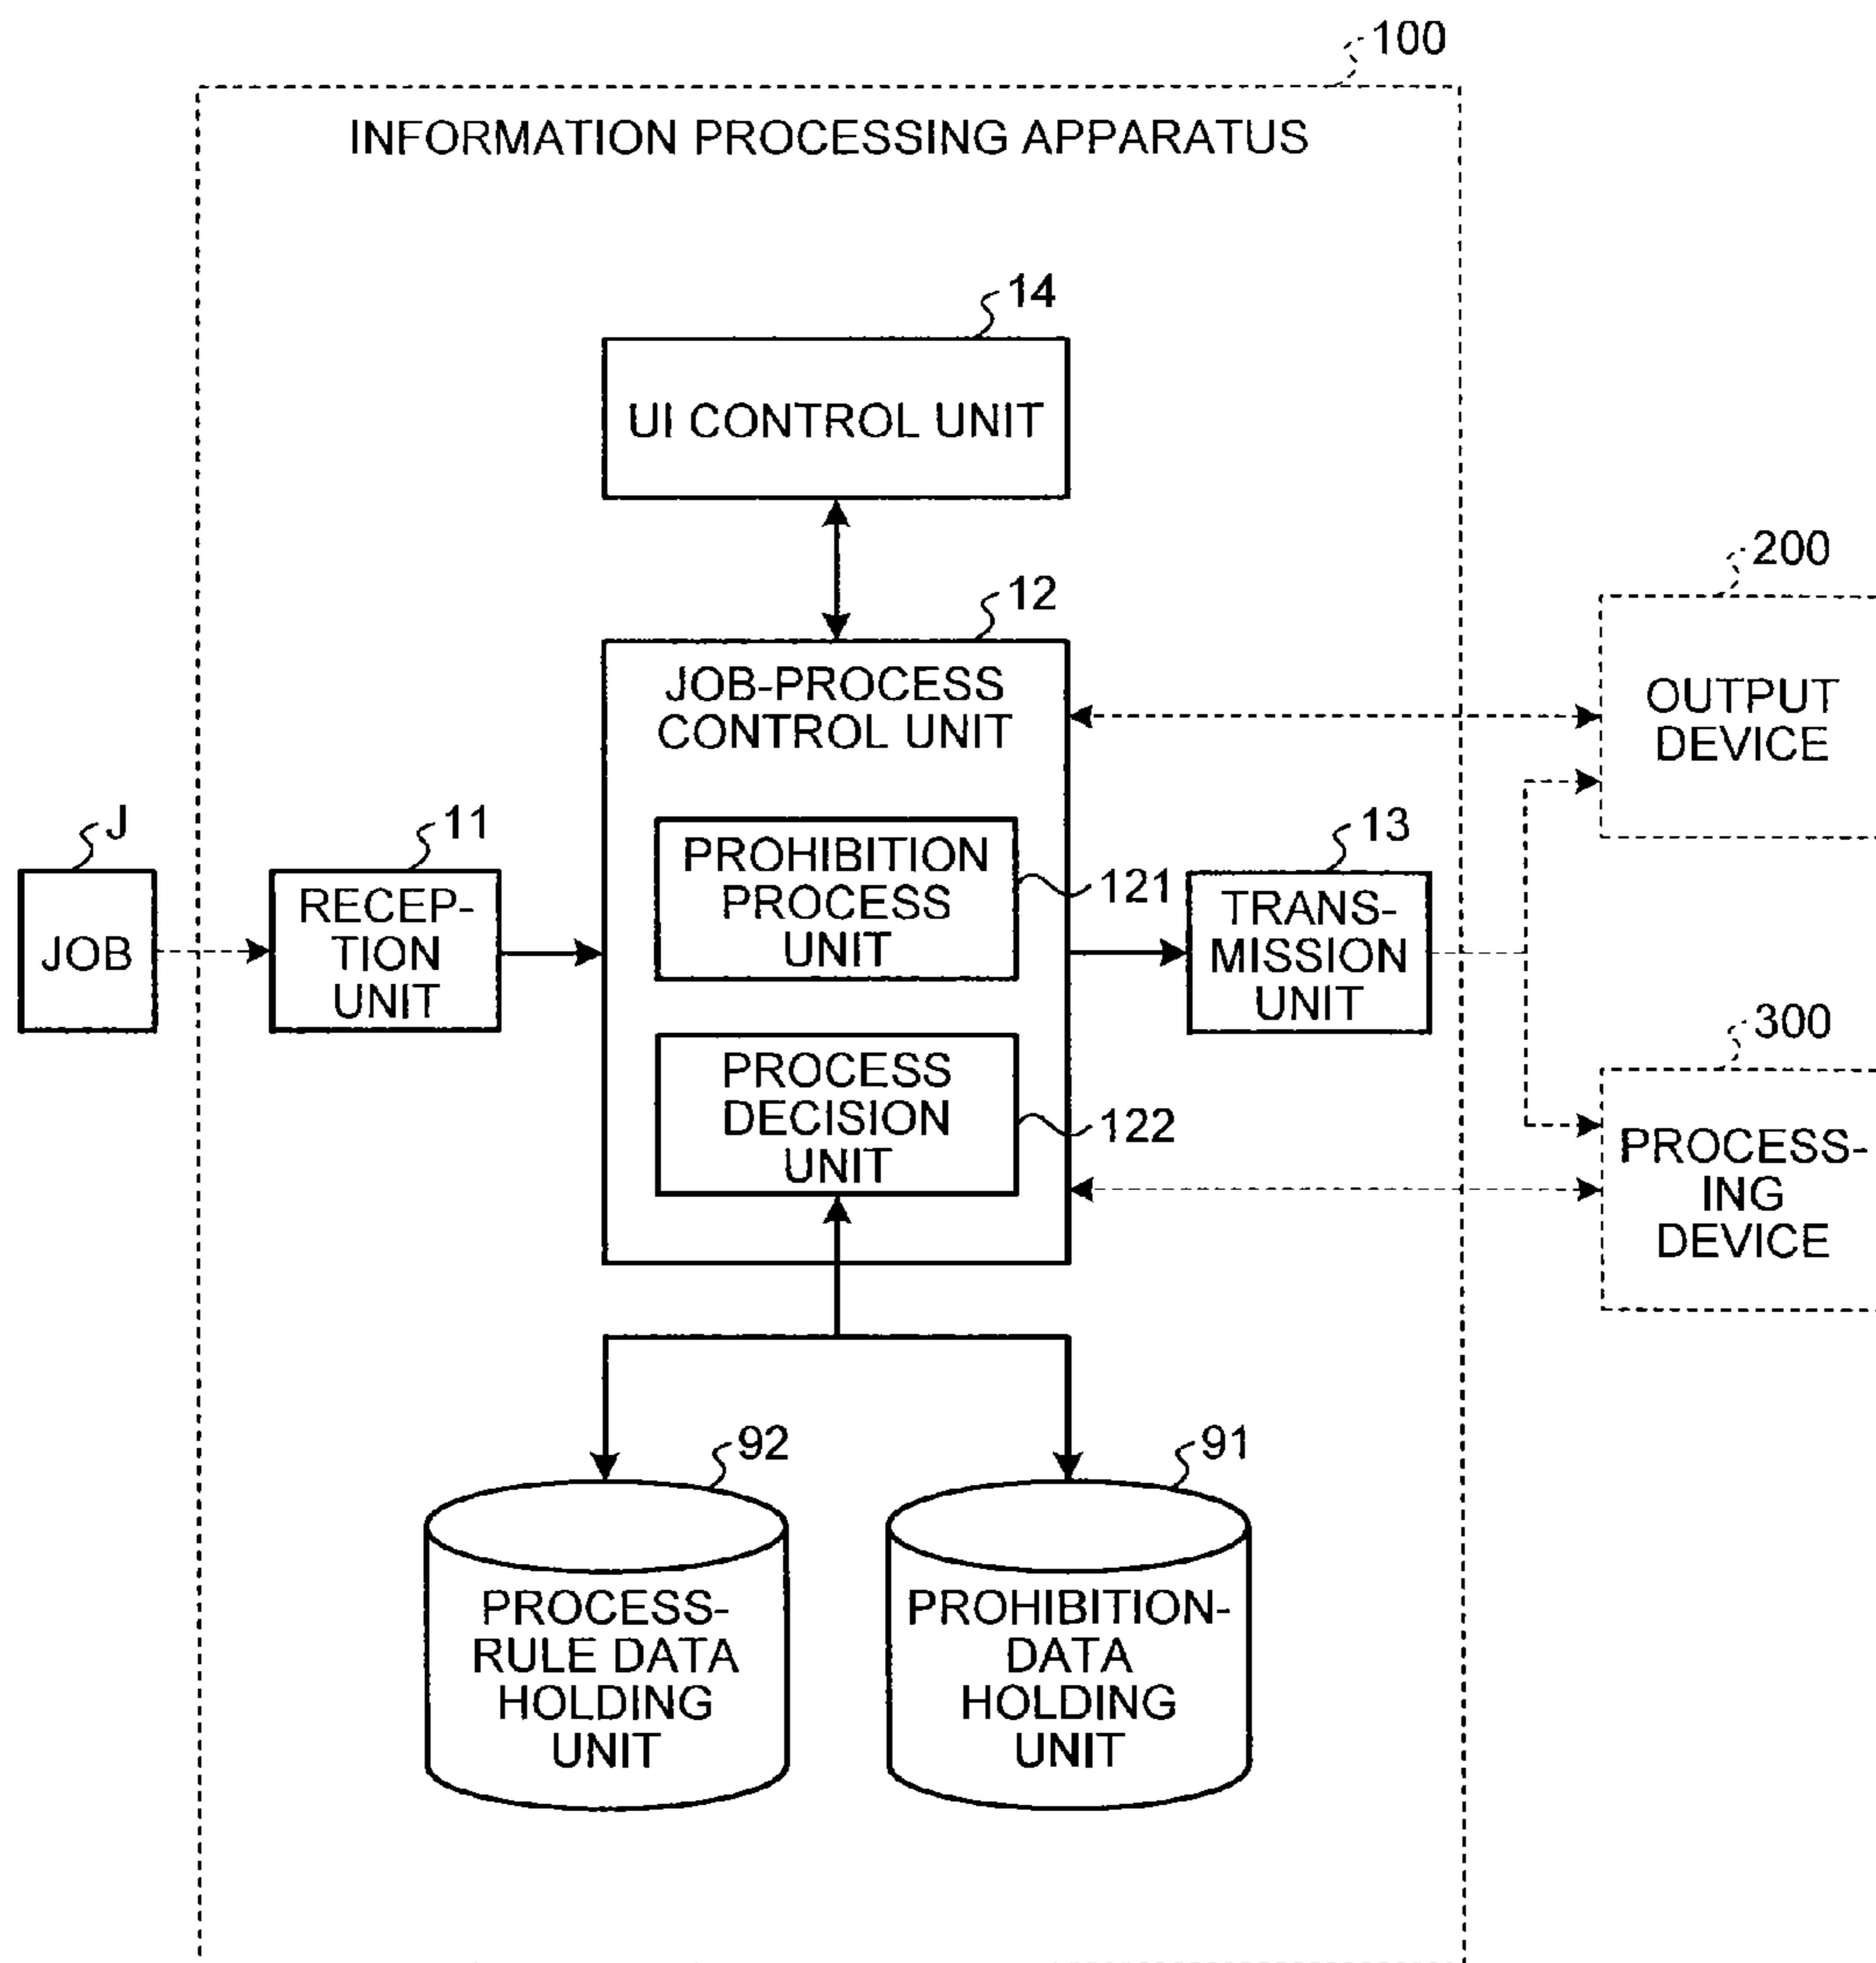 100
INFORMATION PROCESSING APPARATUS
14
UI CONTROL UNIT
12
200
JOB-PROCESS
CONTROL UNIT
OUTPUT
DEVICE
J
11
13
JOB
RECEP-
TION
UNIT
PROHIBITION
PROCESS
UNIT
121
TRANS-
MISSION
UNIT
300
PROCESS
DECISION
UNIT
122
PROCESS-
ING
DEVICE
92
91
PROCESS-
RULE DATA
HOLDING
UNIT
PROHIBITION-
DATA
HOLDING
UNIT